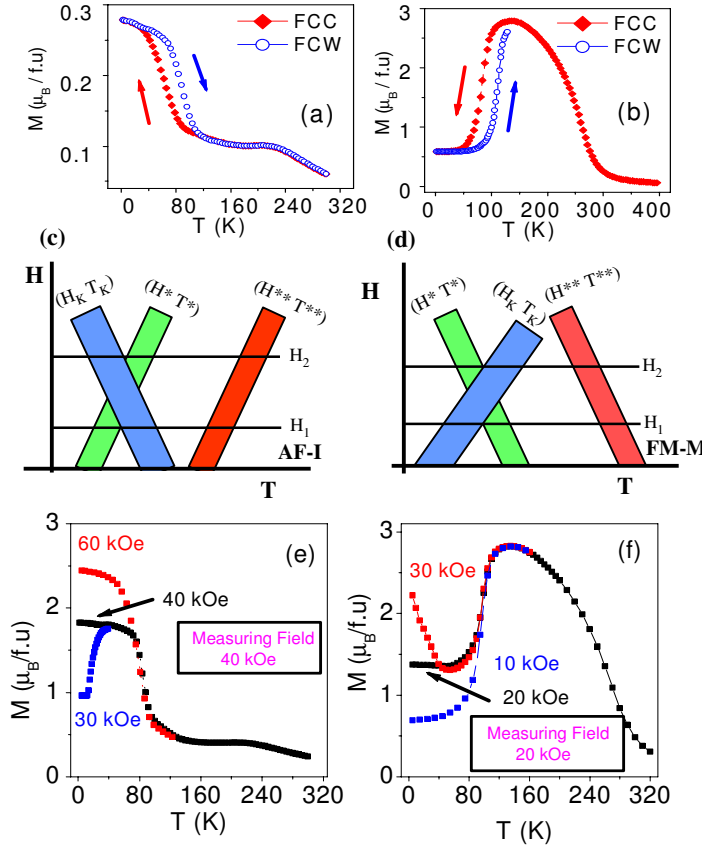 FCC
FCW
(a)
M (μB / f.u)
0.3
0.2
0.1
0 80 160 240 320
T (K)
FCC
FCW
(b)
M (μB / f.u)
3
2
1
0
0 100 200 300 400
T (K)
(c)
H
(HK TK)
(H* T*)
(H** T**)
H2
H1
AF-I
T
(d)
H
(H* T*)
(HK TK)
(H** T**)
H2
H1
FM-M
T
(e)
60 kOe
40 kOe
Measuring Field
40 kOe
30 kOe
M (μB/f.u)
3
2
1
0
0 80 160 240 320
T (K)
(f)
30 kOe
10 kOe
20 kOe
Measuring Field
20 kOe
M (μB/f.u)
3
2
1
0
0 80 160 240 320
T (K)